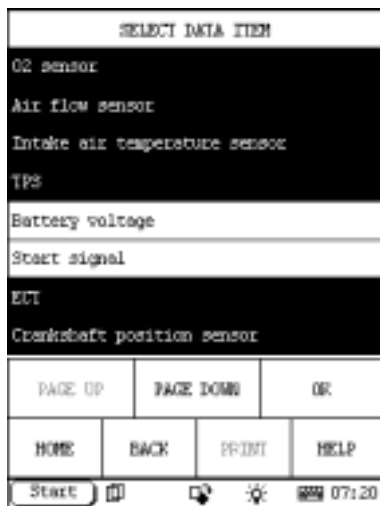 SELECT DATA ITEM
O2 sensor
Air flow sensor
Intake air temperature sensor
TPS
Battery voltage
Start signal
ECT
Crankshaft position sensor
PAGE UP PAGE DOWN OK
HOME BACK PRINT HELP
Start 07:20